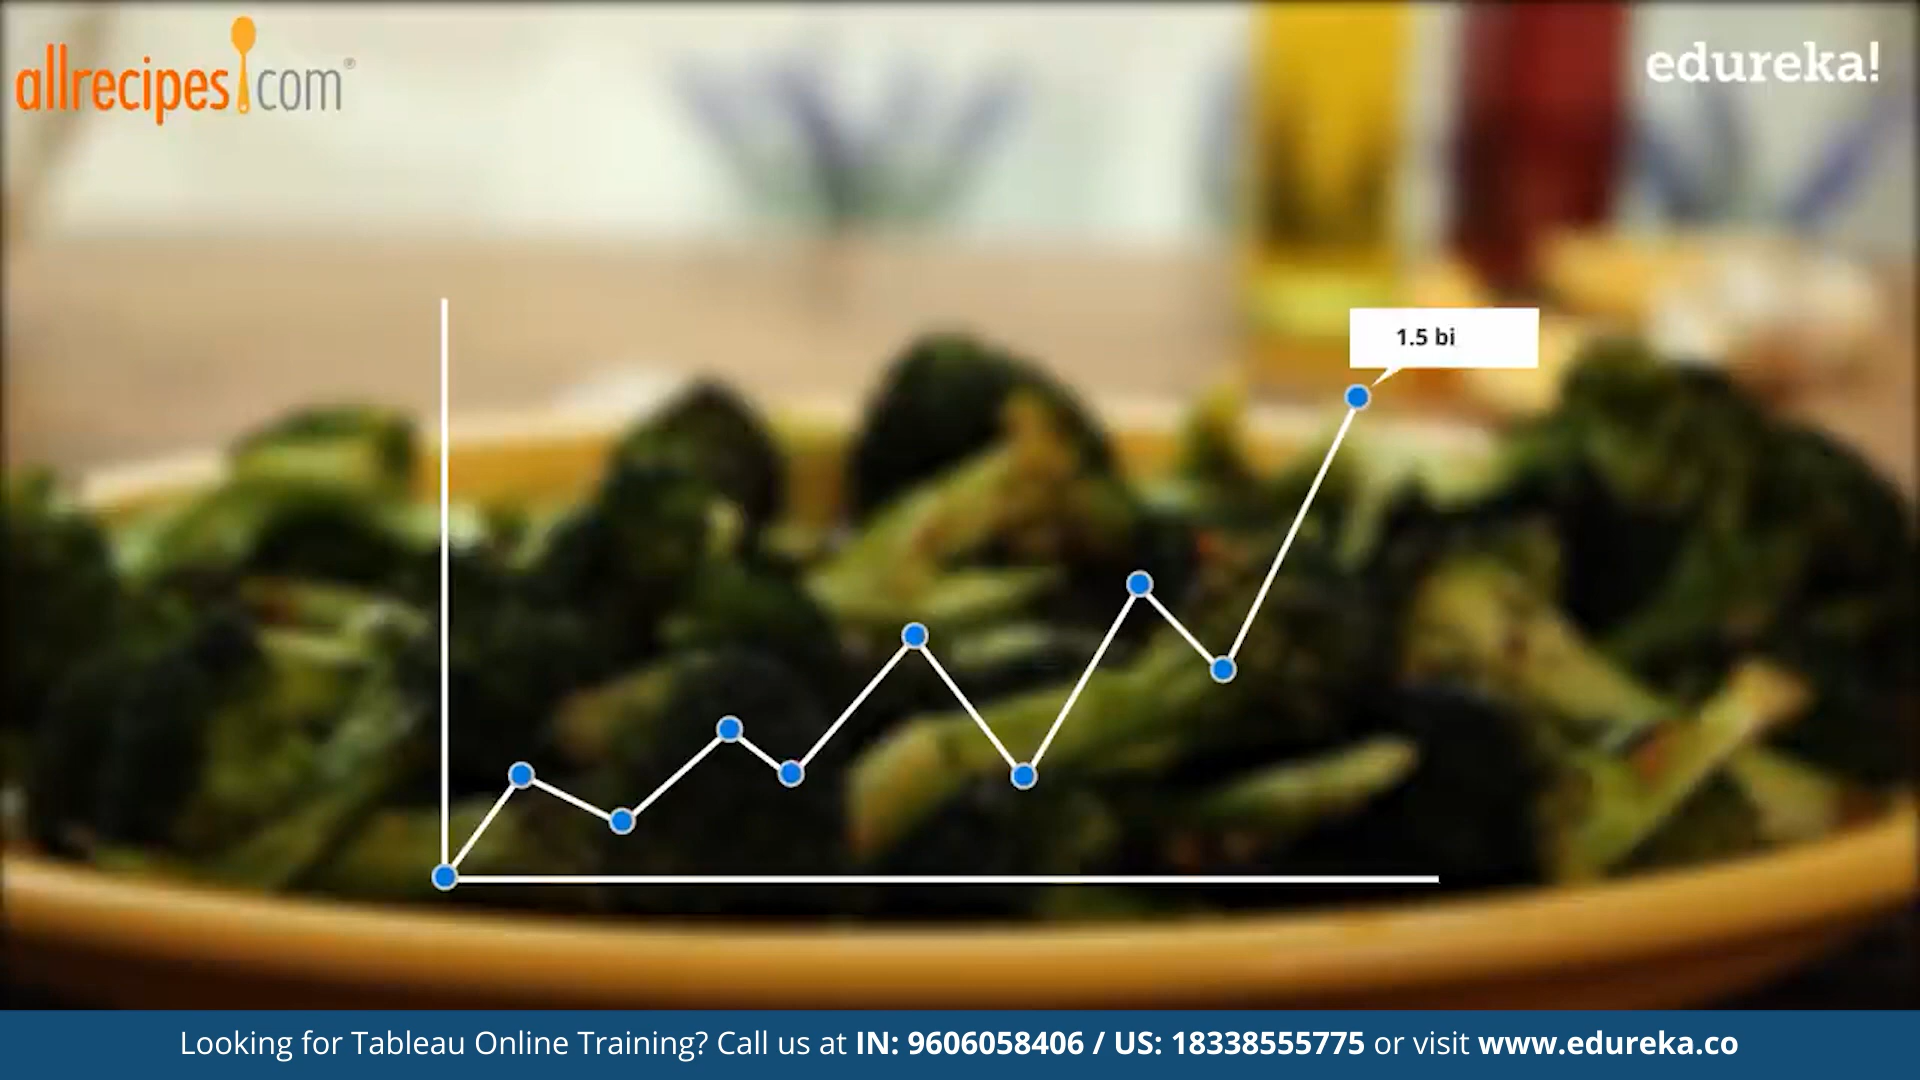 allrecipes.com®
edureka!
1.5 bi
Looking for Tableau Online Training? Call us at IN: 9606058406 / US: 18338555775 or visit www.edureka.co